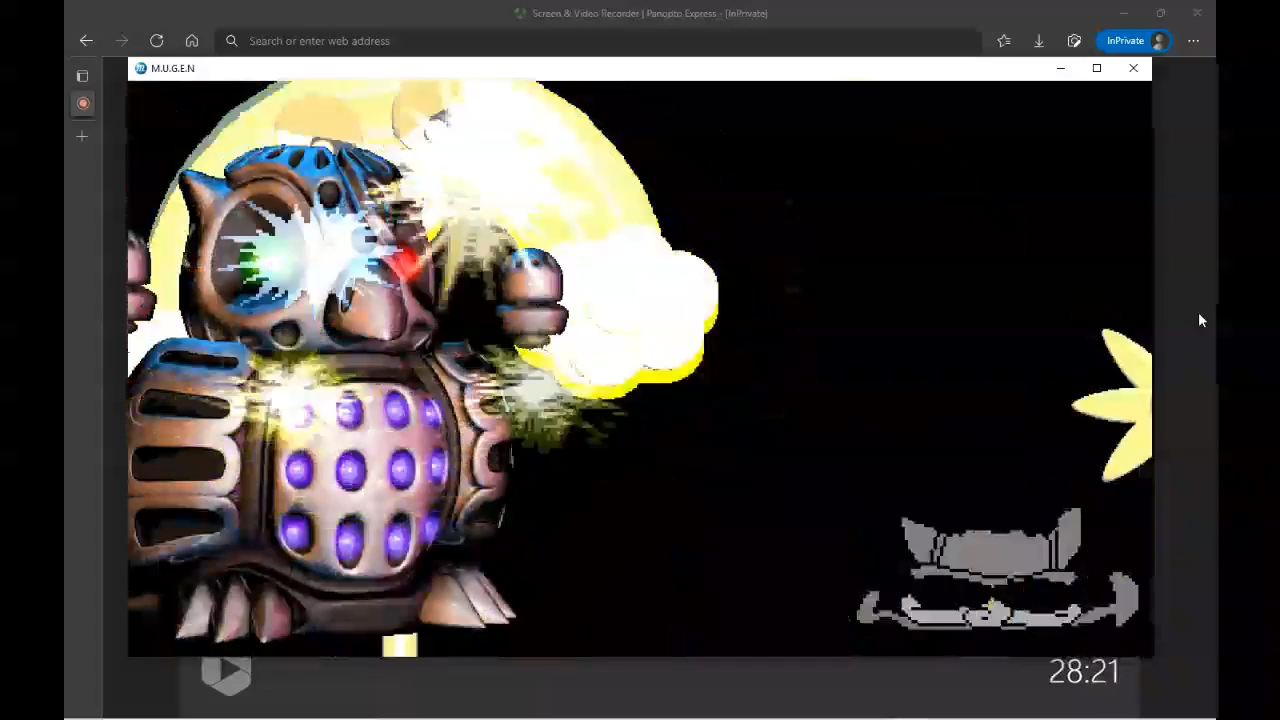 Screen & Video Recorder | Panopto Express - [InPrivate]
Search or enter web address
InPrivate
M.U.G.E.N
28:21